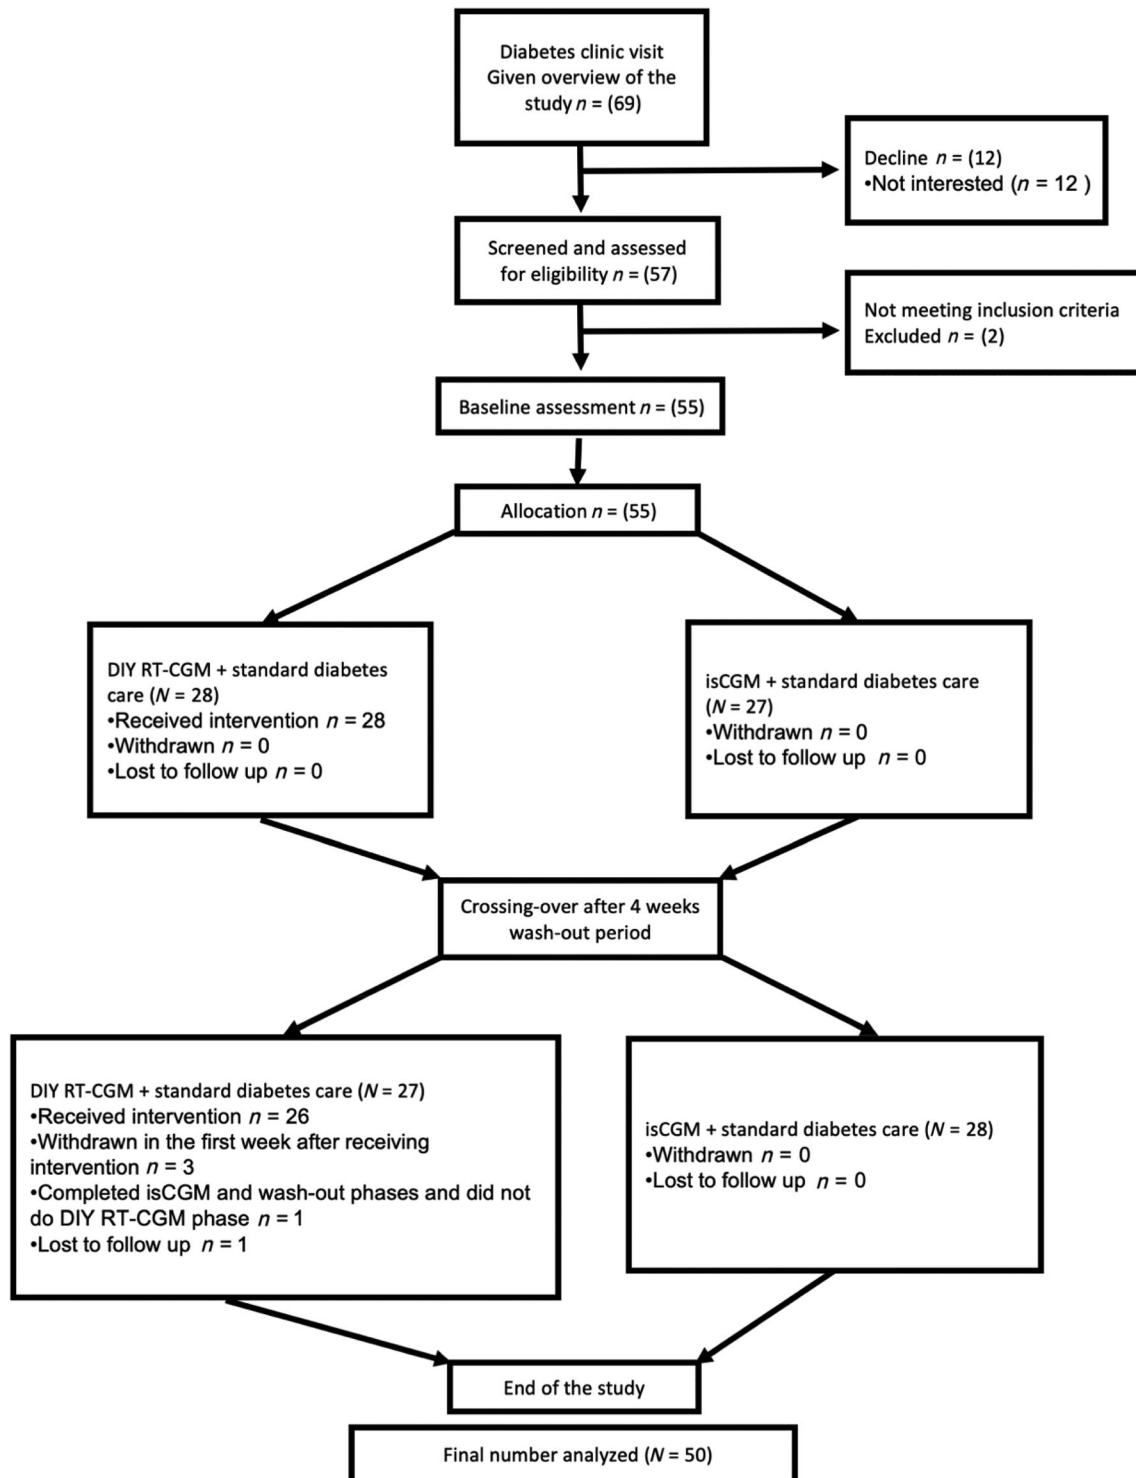 Diabetes clinic visit
Given overview of the
study n = (69)
Decline n = (12)
•Not interested (n = 12 )
Screened and assessed
for eligibility n = (57)
Not meeting inclusion criteria
Excluded n = (2)
Baseline assessment n = (55)
Allocation n = (55)
DIY RT-CGM + standard diabetes
care (N = 28)
•Received intervention n = 28
•Withdrawn n = 0
•Lost to follow up n = 0
isCGM + standard diabetes care
(N = 27)
•Withdrawn n = 0
•Lost to follow up n = 0
Crossing-over after 4 weeks
wash-out period
DIY RT-CGM + standard diabetes care (N = 27)
•Received intervention n = 26
•Withdrawn in the first week after receiving
intervention n = 3
•Completed isCGM and wash-out phases and did not
do DIY RT-CGM phase n = 1
•Lost to follow up n = 1
isCGM + standard diabetes care (N = 28)
•Withdrawn n = 0
•Lost to follow up n = 0
End of the study
Final number analyzed (N = 50)